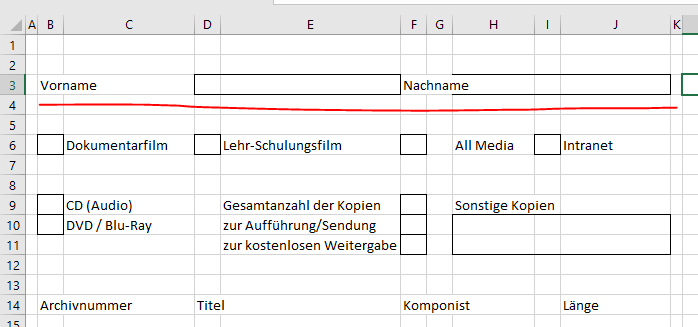 A B C D E F G H I J K
1
2
3 Vorname Nachname
4
5
6 Dokumentarfilm Lehr-Schulungsfilm All Media Intranet
7
8
9 CD (Audio) Gesamtanzahl der Kopien Sonstige Kopien
10 DVD / Blu-Ray zur Aufführung/Sendung
11 zur kostenlosen Weitergabe
12
13
14 Archivnummer Titel Komponist Länge
15